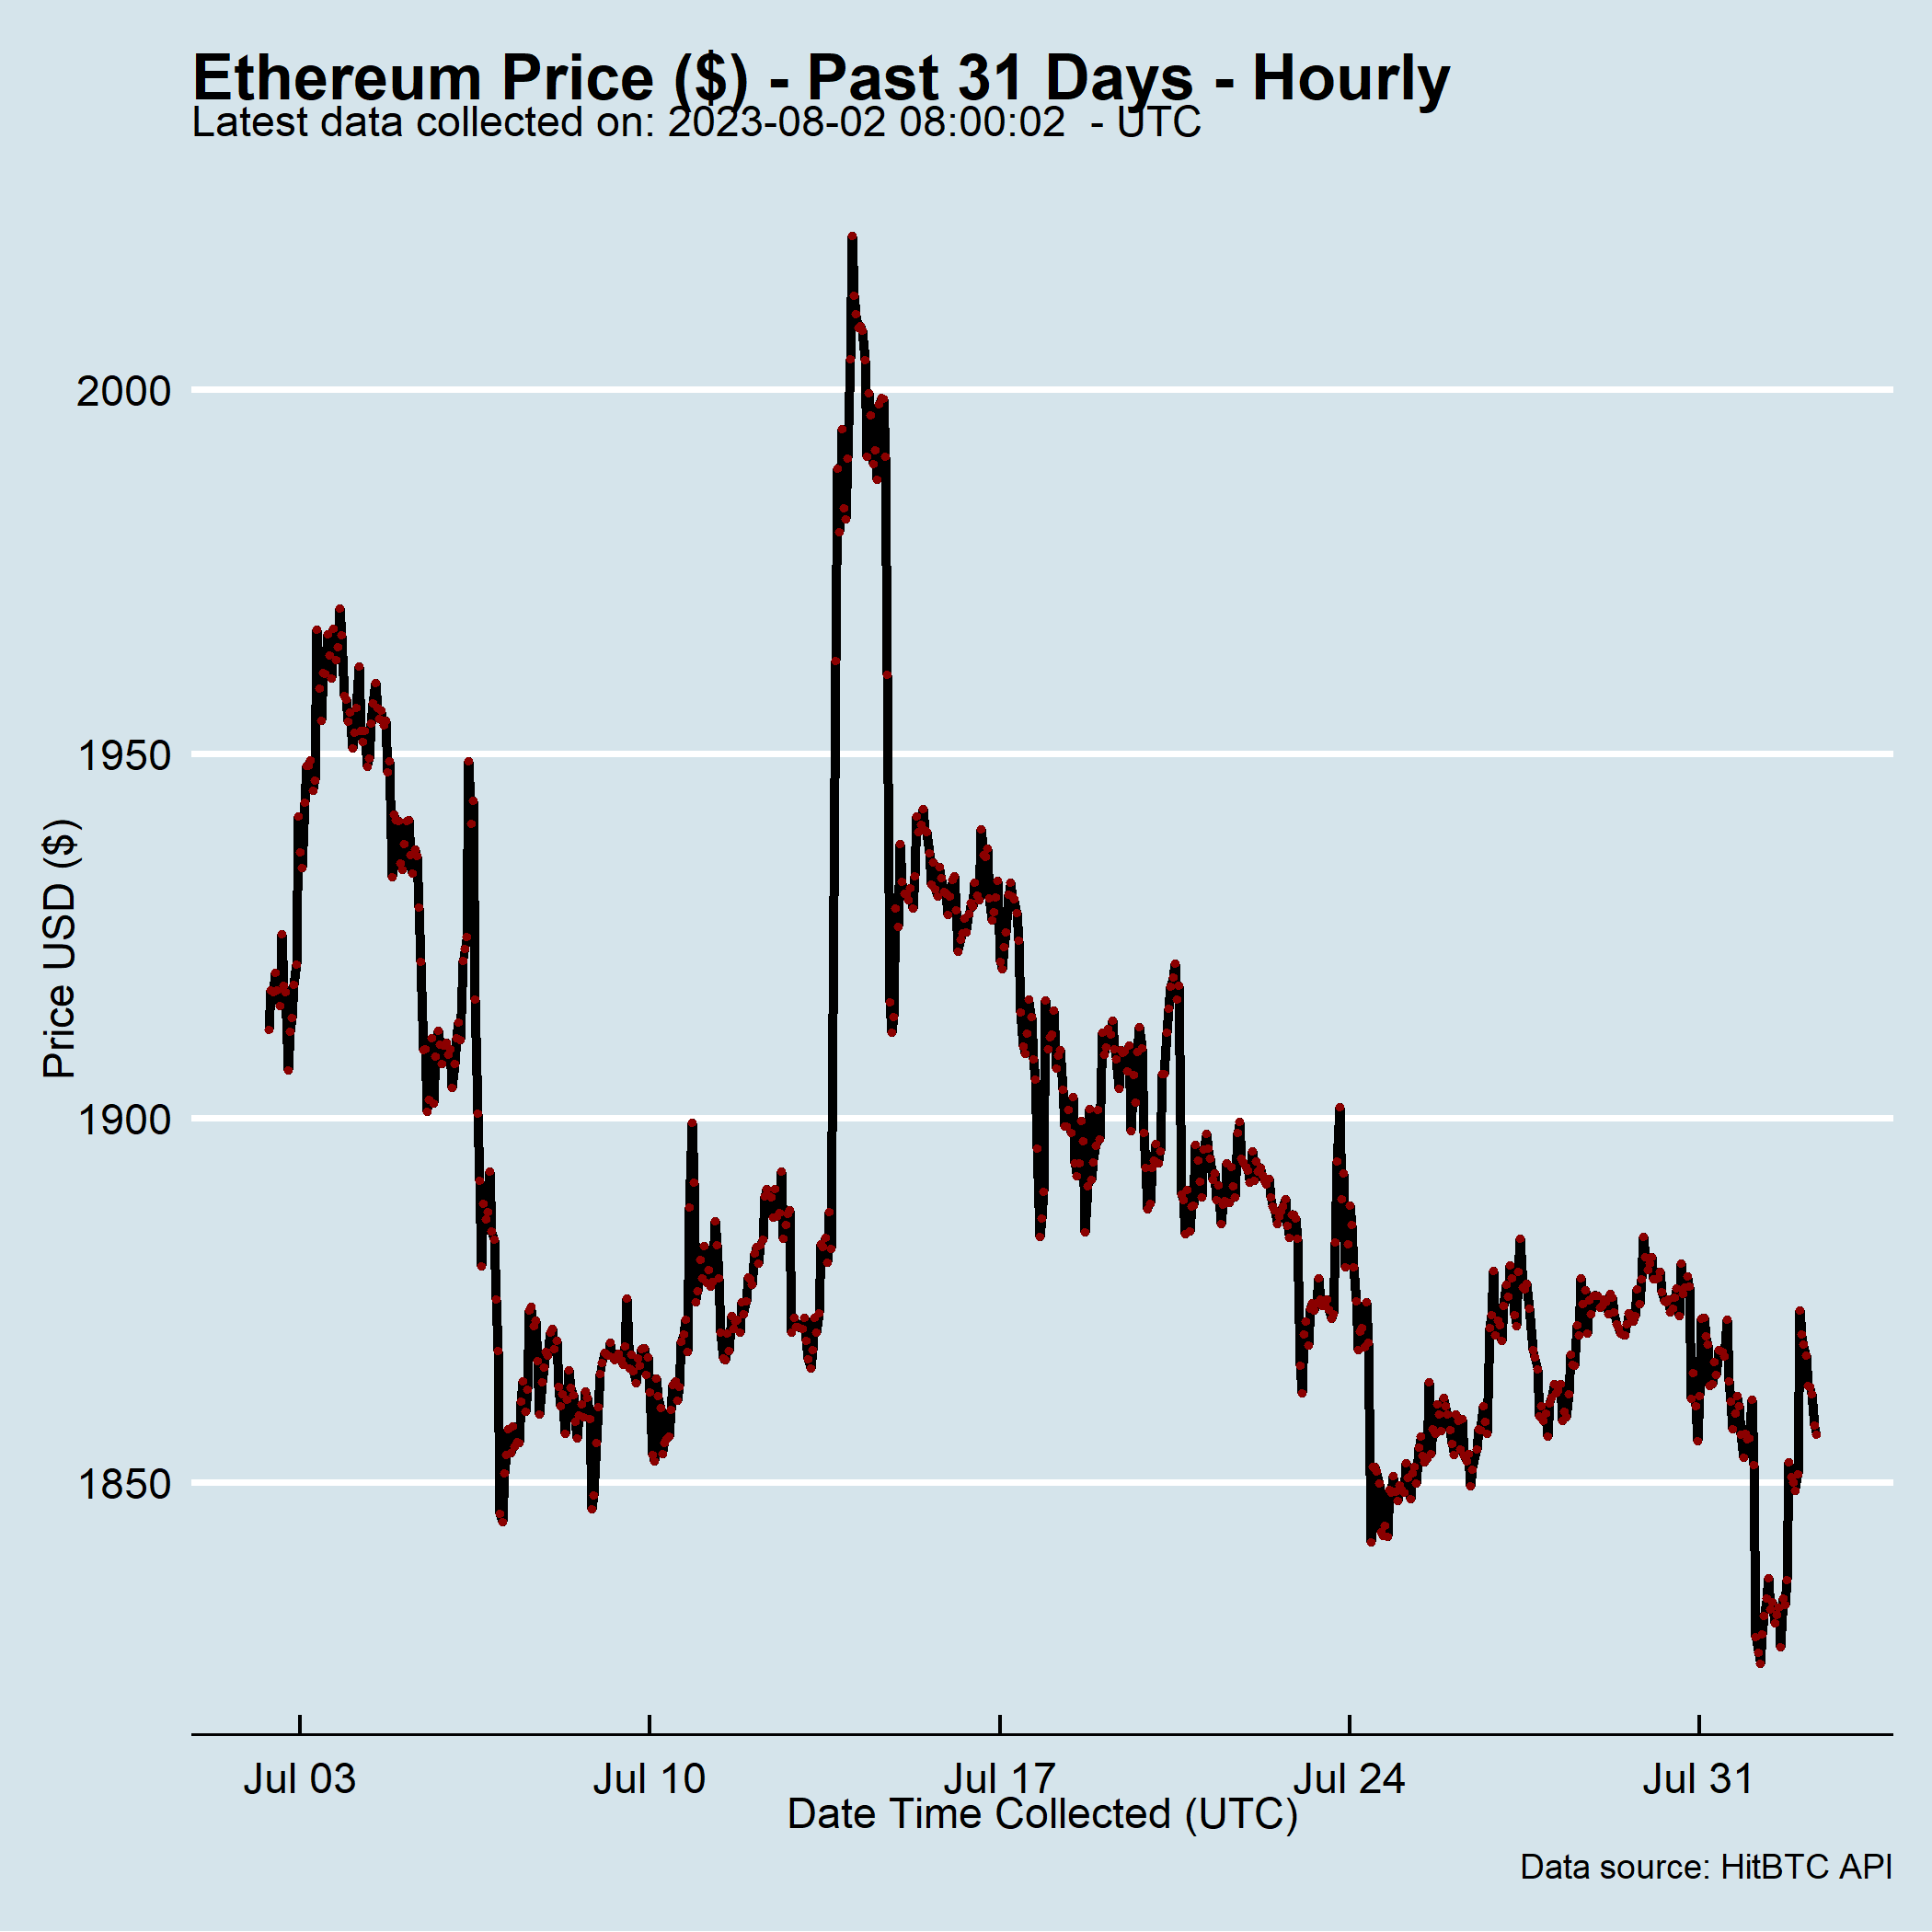 Ethereum Price ($) - Past 31 Days - Hourly
Latest data collected on: 2023-08-02 08:00:02  - UTC
2000
1950
1900
1850
Price USD ($)
Jul 03
Jul 10
Jul 17
Jul 24
Jul 31
Date Time Collected (UTC)
Data source: HitBTC API